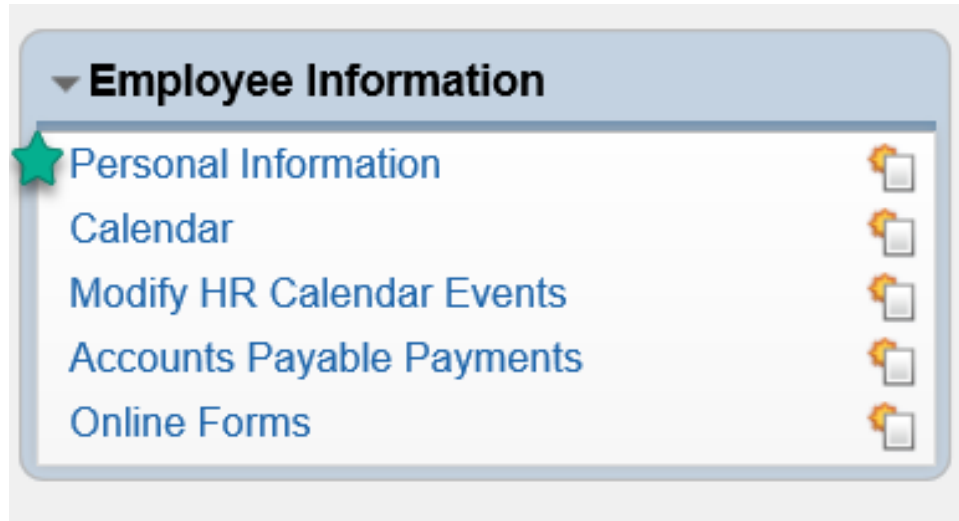 Employee Information
Personal Information
Calendar
Modify HR Calendar Events
Accounts Payable Payments
Online Forms